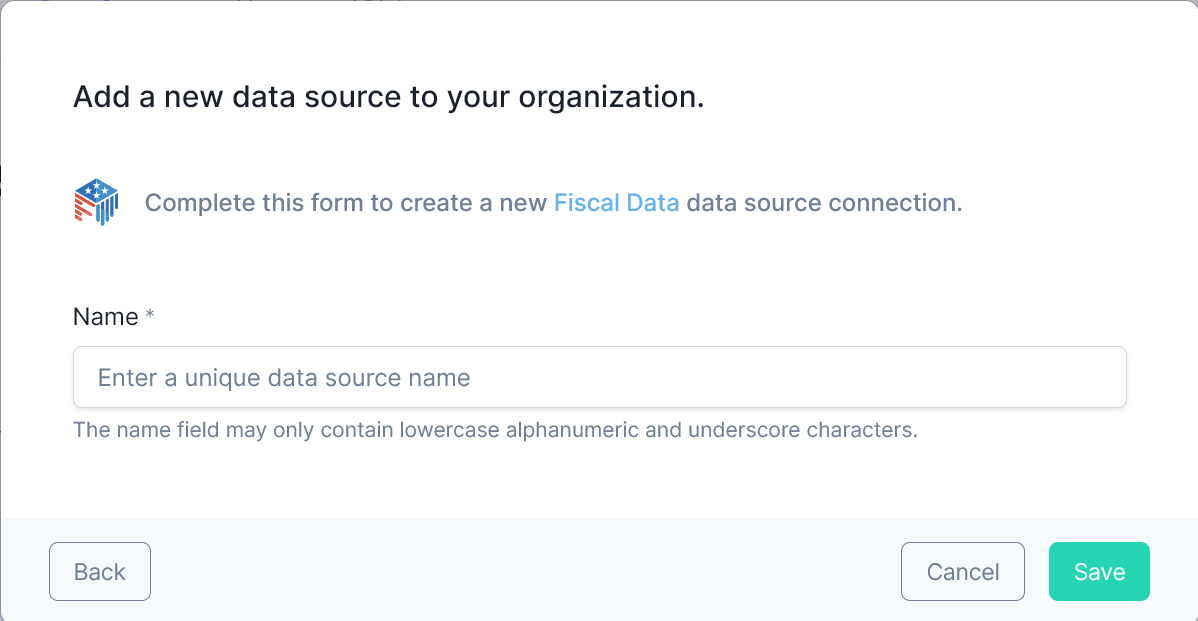 Add a new data source to your organization.
Complete this form to create a new Fiscal Data data source connection.
Name *
Enter a unique data source name
The name field may only contain lowercase alphanumeric and underscore characters.
Back
Cancel
Save